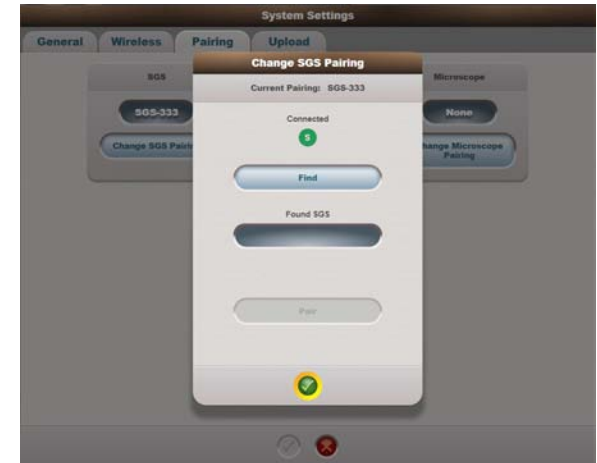 System Settings
General Wireless Pairing Upload
Change SGS Pairing
SGS
Microscope
Current Pairing: SGS-333
SGS-333
Connected
None
S
Change SGS Pairin
hange Microscope
Pairing
Find
Found SGS
Pair